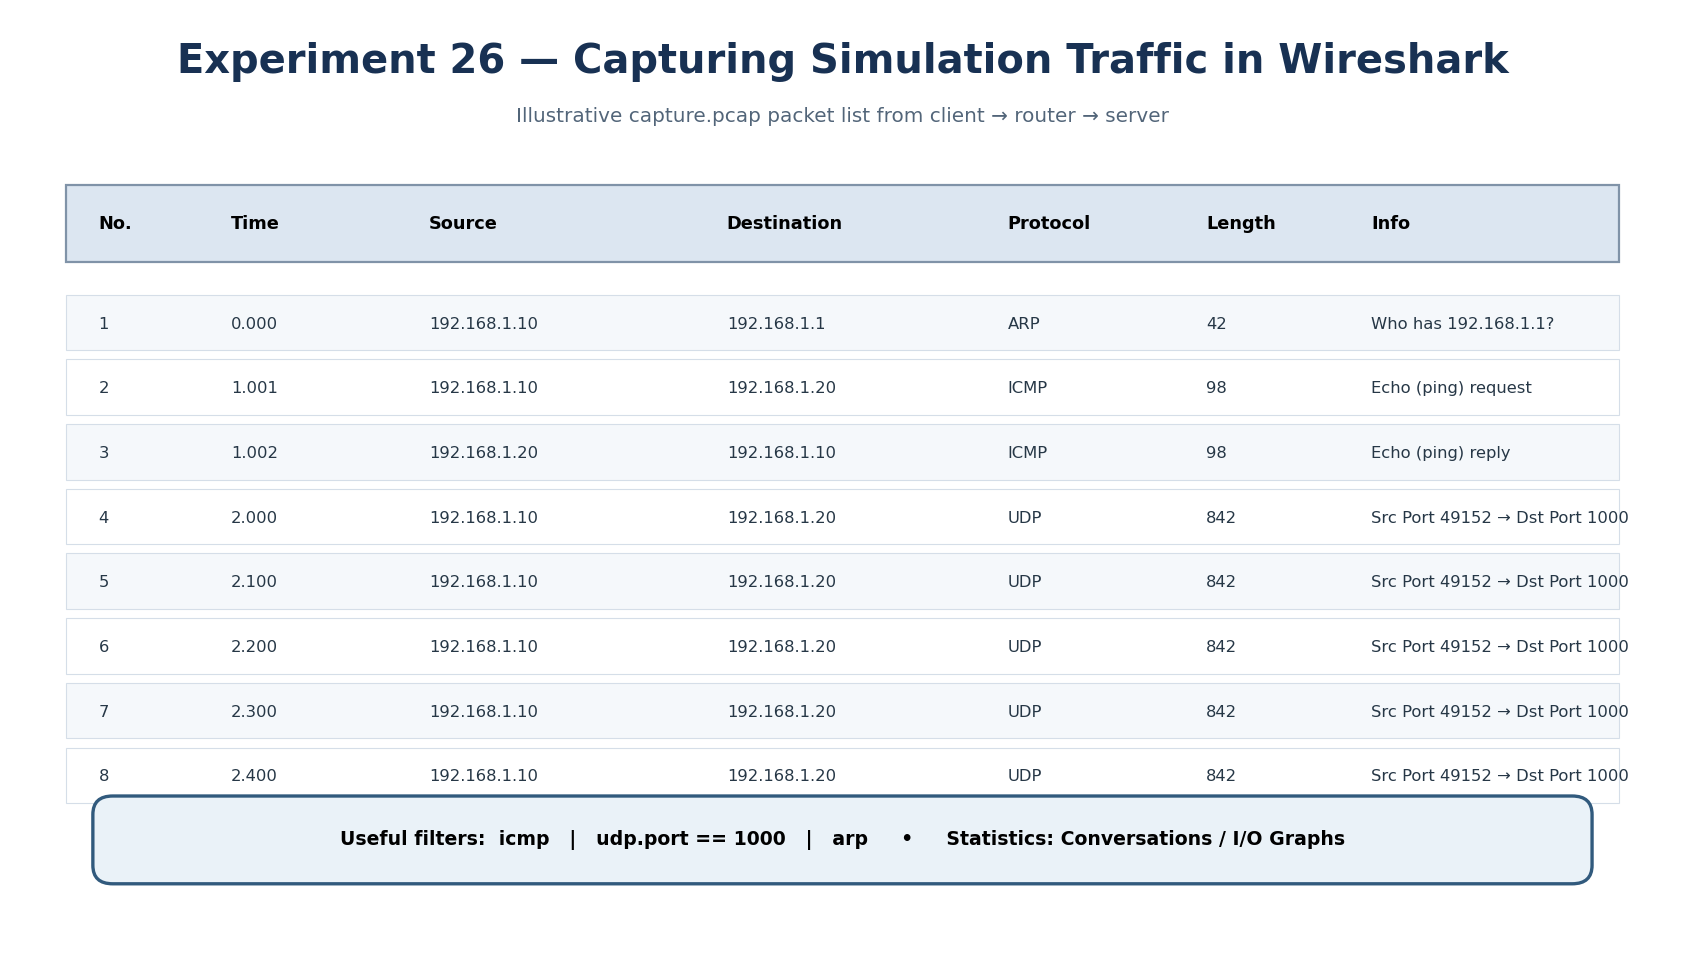 Experiment 26 — Capturing Simulation Traffic in Wireshark
Illustrative capture.pcap packet list from client → router → server
No. Time Source Destination Protocol Length Info
1 0.000 192.168.1.10 192.168.1.1 ARP 42 Who has 192.168.1.1?
2 1.001 192.168.1.10 192.168.1.20 ICMP 98 Echo (ping) request
3 1.002 192.168.1.20 192.168.1.10 ICMP 98 Echo (ping) reply
4 2.000 192.168.1.10 192.168.1.20 UDP 842 Src Port 49152 → Dst Port 1000
5 2.100 192.168.1.10 192.168.1.20 UDP 842 Src Port 49152 → Dst Port 1000
6 2.200 192.168.1.10 192.168.1.20 UDP 842 Src Port 49152 → Dst Port 1000
7 2.300 192.168.1.10 192.168.1.20 UDP 842 Src Port 49152 → Dst Port 1000
8 2.400 192.168.1.10 192.168.1.20 UDP 842 Src Port 49152 → Dst Port 1000
Useful filters: icmp | udp.port == 1000 | arp • Statistics: Conversations / I/O Graphs